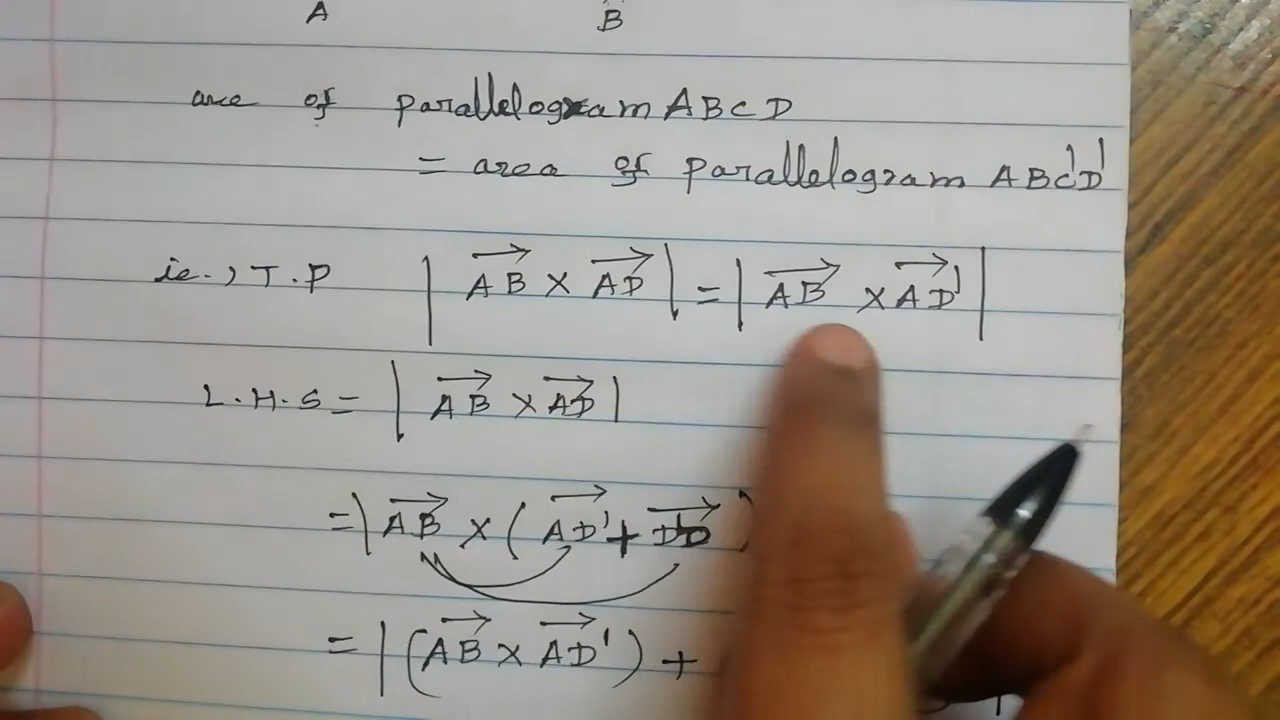 A B
are of parallelogram ABCD
= area of parallelogram ABC'D'
ie., T.P |AB × AD| = |AB × AD'|
L.H.S = |AB × AD|
= |AB × (AD' + D'D)
= |(AB × AD') +